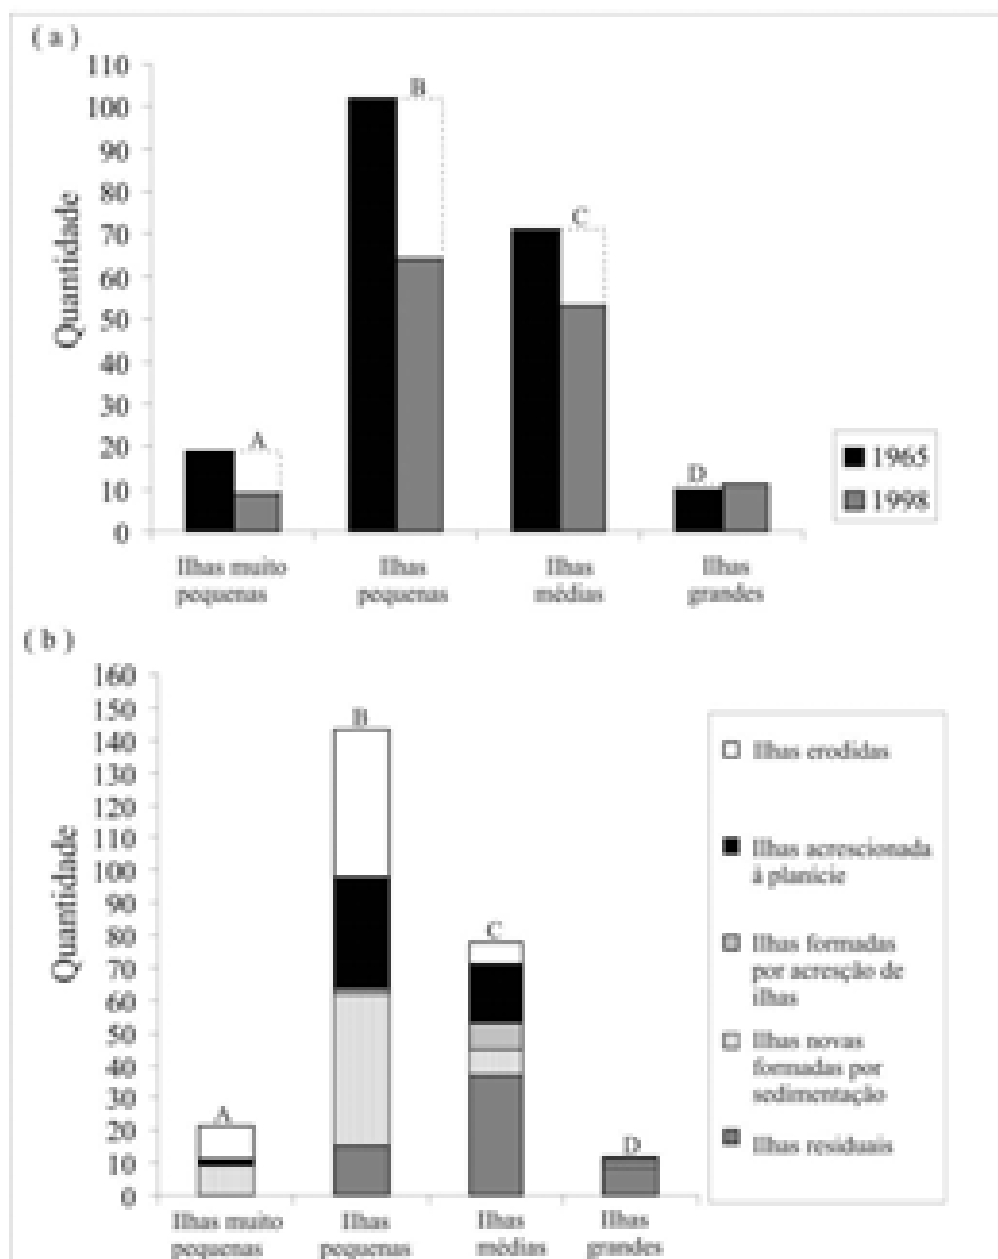 ( a )
110
100
90
80
70
60
50
40
30
20
10
0
Quantidade
A
B
C
D
Ilhas muito
pequenas
Ilhas
pequenas
Ilhas
médias
Ilhas
grandes
1965
1998
( b )
160
150
140
130
120
110
100
90
80
70
60
50
40
30
20
10
0
Quantidade
A
B
C
D
Ilhas muito
pequenas
Ilhas
pequenas
Ilhas
médias
Ilhas
grandes
Ilhas erodidas
Ilhas acrescionada
à planície
Ilhas formadas
por acresção de
ilhas
Ilhas novas
formadas por
sedimentação
Ilhas residuais